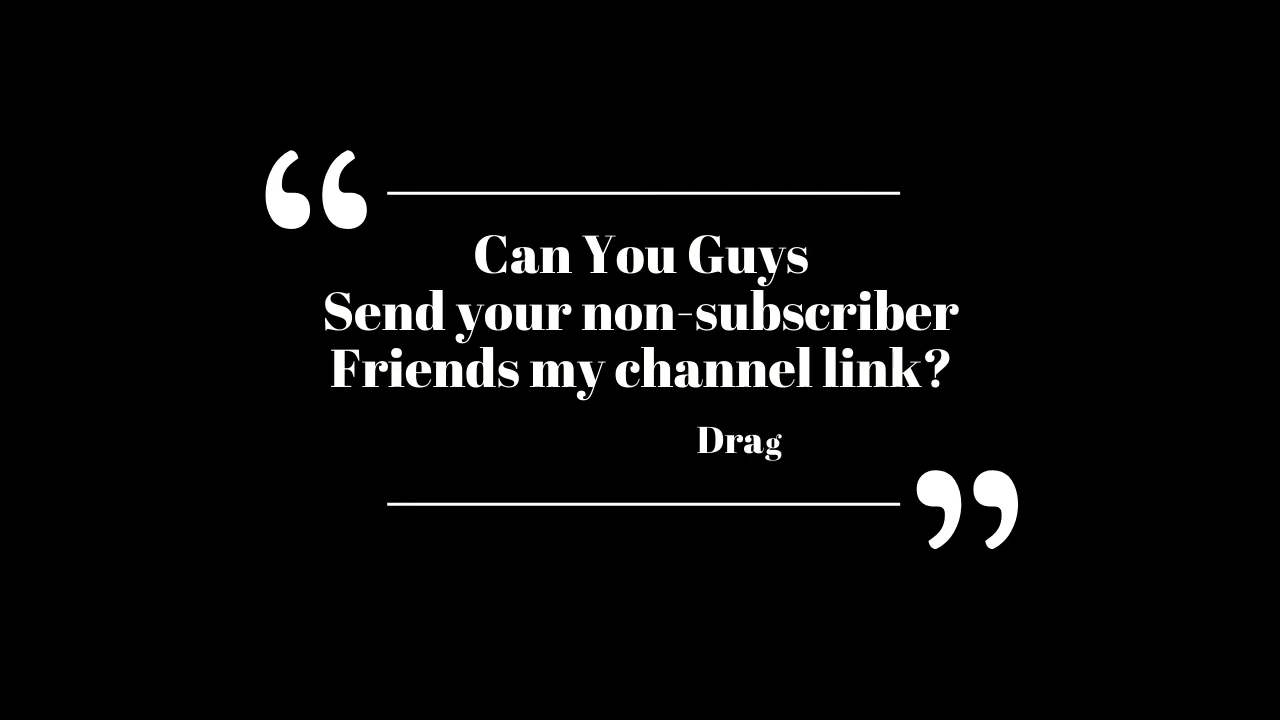 “
Can You Guys
Send your non-subscriber
Friends my channel link?
Drag
”